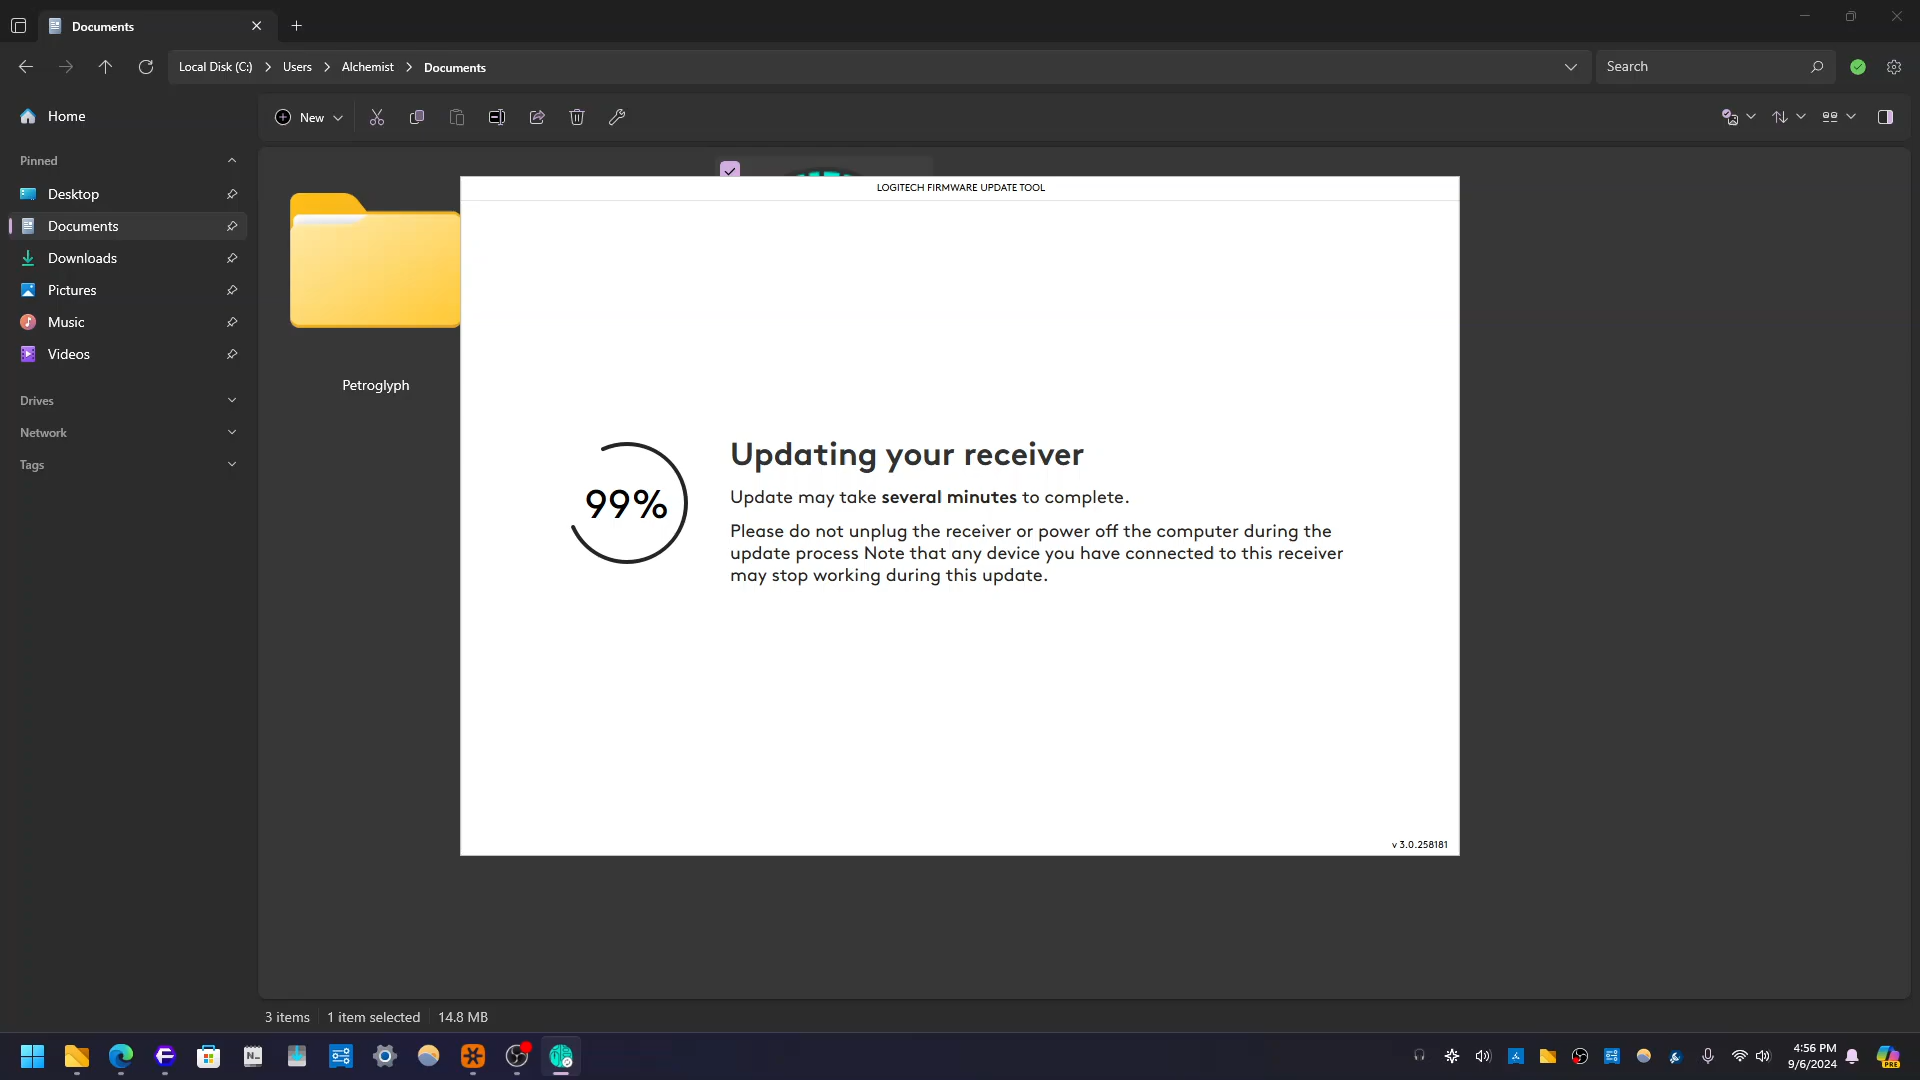 Documents
Local Disk (C:) Users Alchemist Documents
Search
Home
New
Pinned
Desktop
Documents
Downloads
Pictures
Music
Videos
Drives
Network
Tags
Petroglyph
LOGITECH FIRMWARE UPDATE TOOL
99%
Updating your receiver
Update may take several minutes to complete.
Please do not unplug the receiver or power off the computer during the
update process Note that any device you have connected to this receiver
may stop working during this update.
v 3.0.258181
3 items 1 item selected 14.8 MB
4:56 PM
9/6/2024
PRE